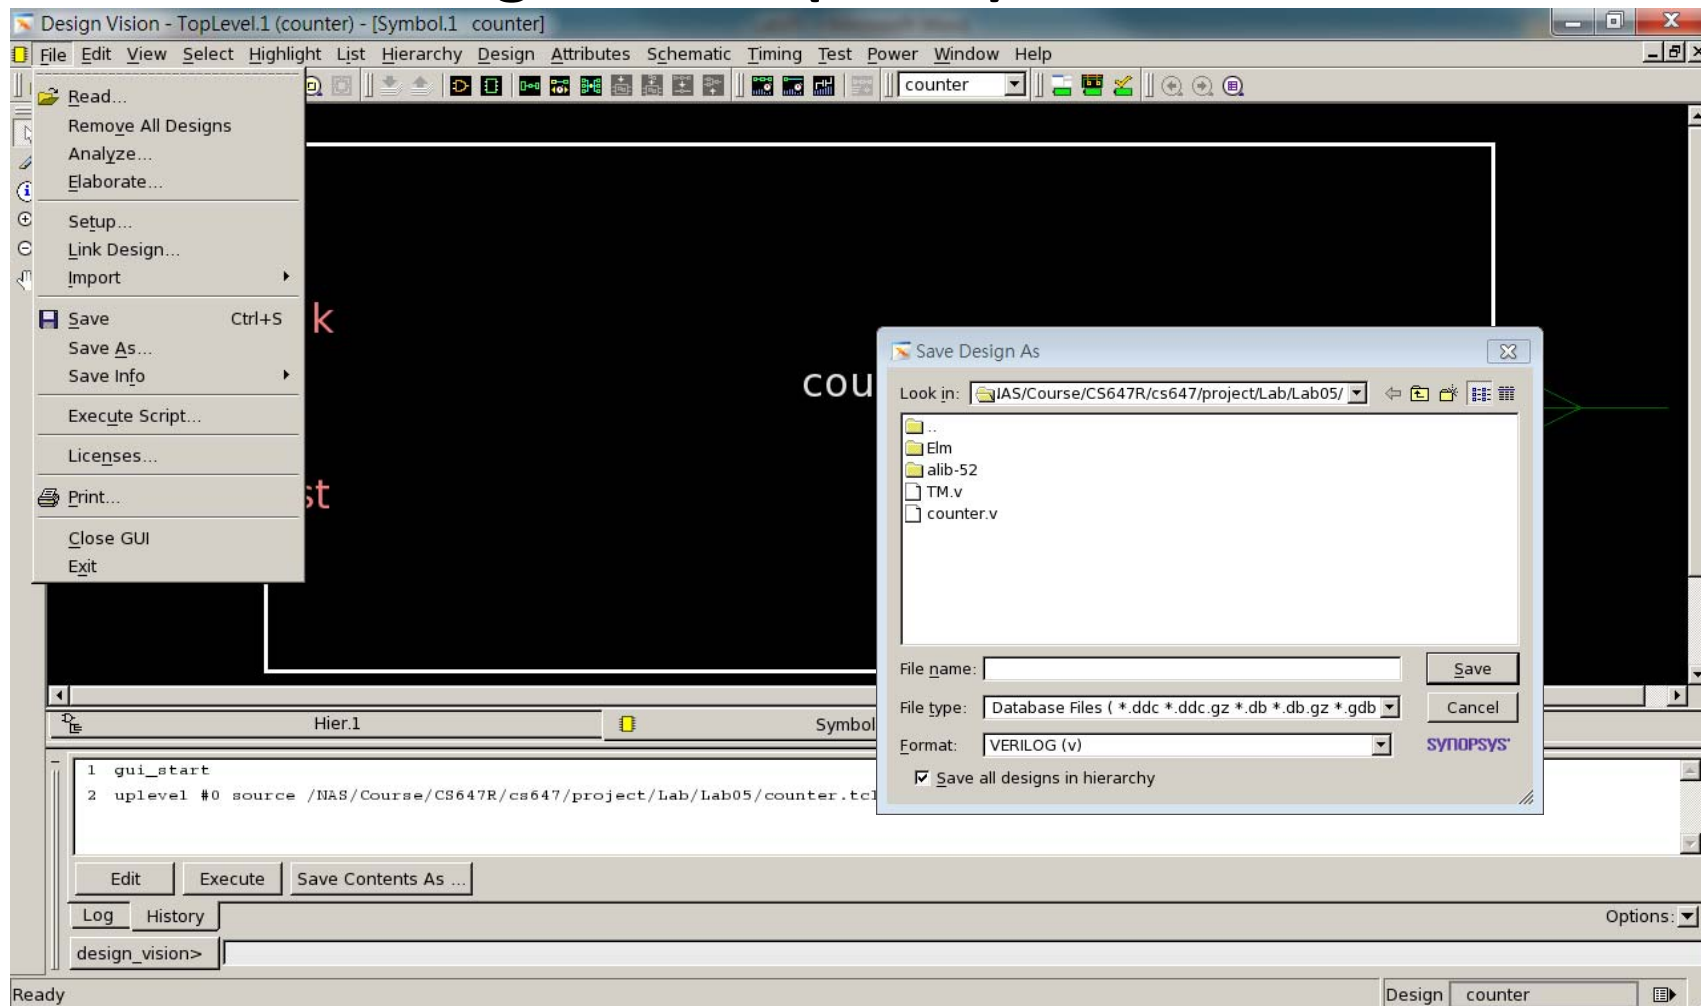 Design Vision - TopLevel.1 (counter) - [Symbol.1 counter]
File Edit View Select Highlight List Hierarchy Design Attributes Schematic Timing Test Power Window Help
counter
Read...
Remove All Designs
Analyze...
Elaborate...
Setup...
Link Design...
Import
Save Ctrl+S
Save As...
Save Info
Execute Script...
Licenses...
Print...
Close GUI
Exit
k
st
cou
Save Design As
Look in: IAS/Course/CS647R/cs647/project/Lab/Lab05/
..
Elm
alib-52
TM.v
counter.v
File name: Save
File type: Database Files ( *.ddc *.ddc.gz *.db *.db.gz *.gdb Cancel
Format: VERILOG (v) SYNOPSYS
Save all designs in hierarchy
Hier.1 Symbol
1 gui_start
2 uplevel #0 source /NAS/Course/CS647R/cs647/project/Lab/Lab05/counter.tcl
Edit Execute Save Contents As ...
Log History Options:
design_vision>
Ready Design counter